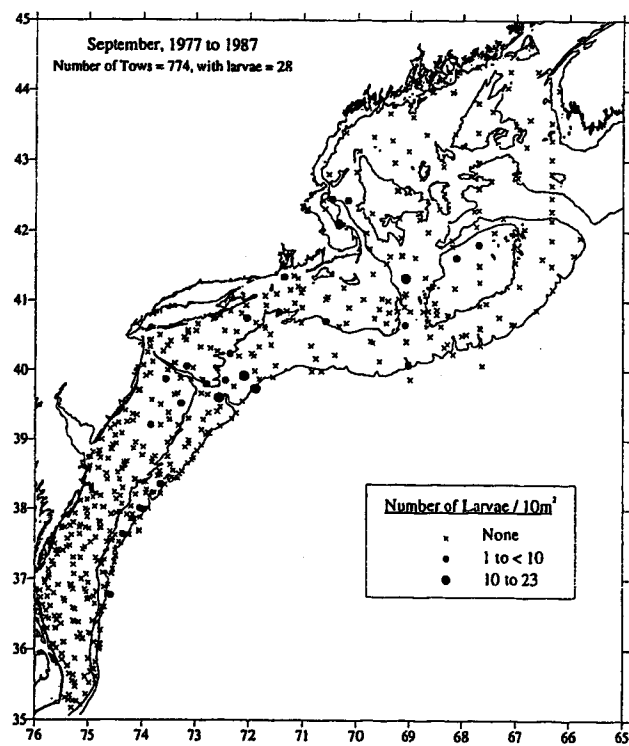 September, 1977 to 1987
Number of Tows = 774, with larvae = 28
45
44
43
42
41
40
39
38
37
36
35
Number of Larvae / 10m²
None
1 to < 10
10 to 23
76 75 74 73 72 71 70 69 68 67 66 65